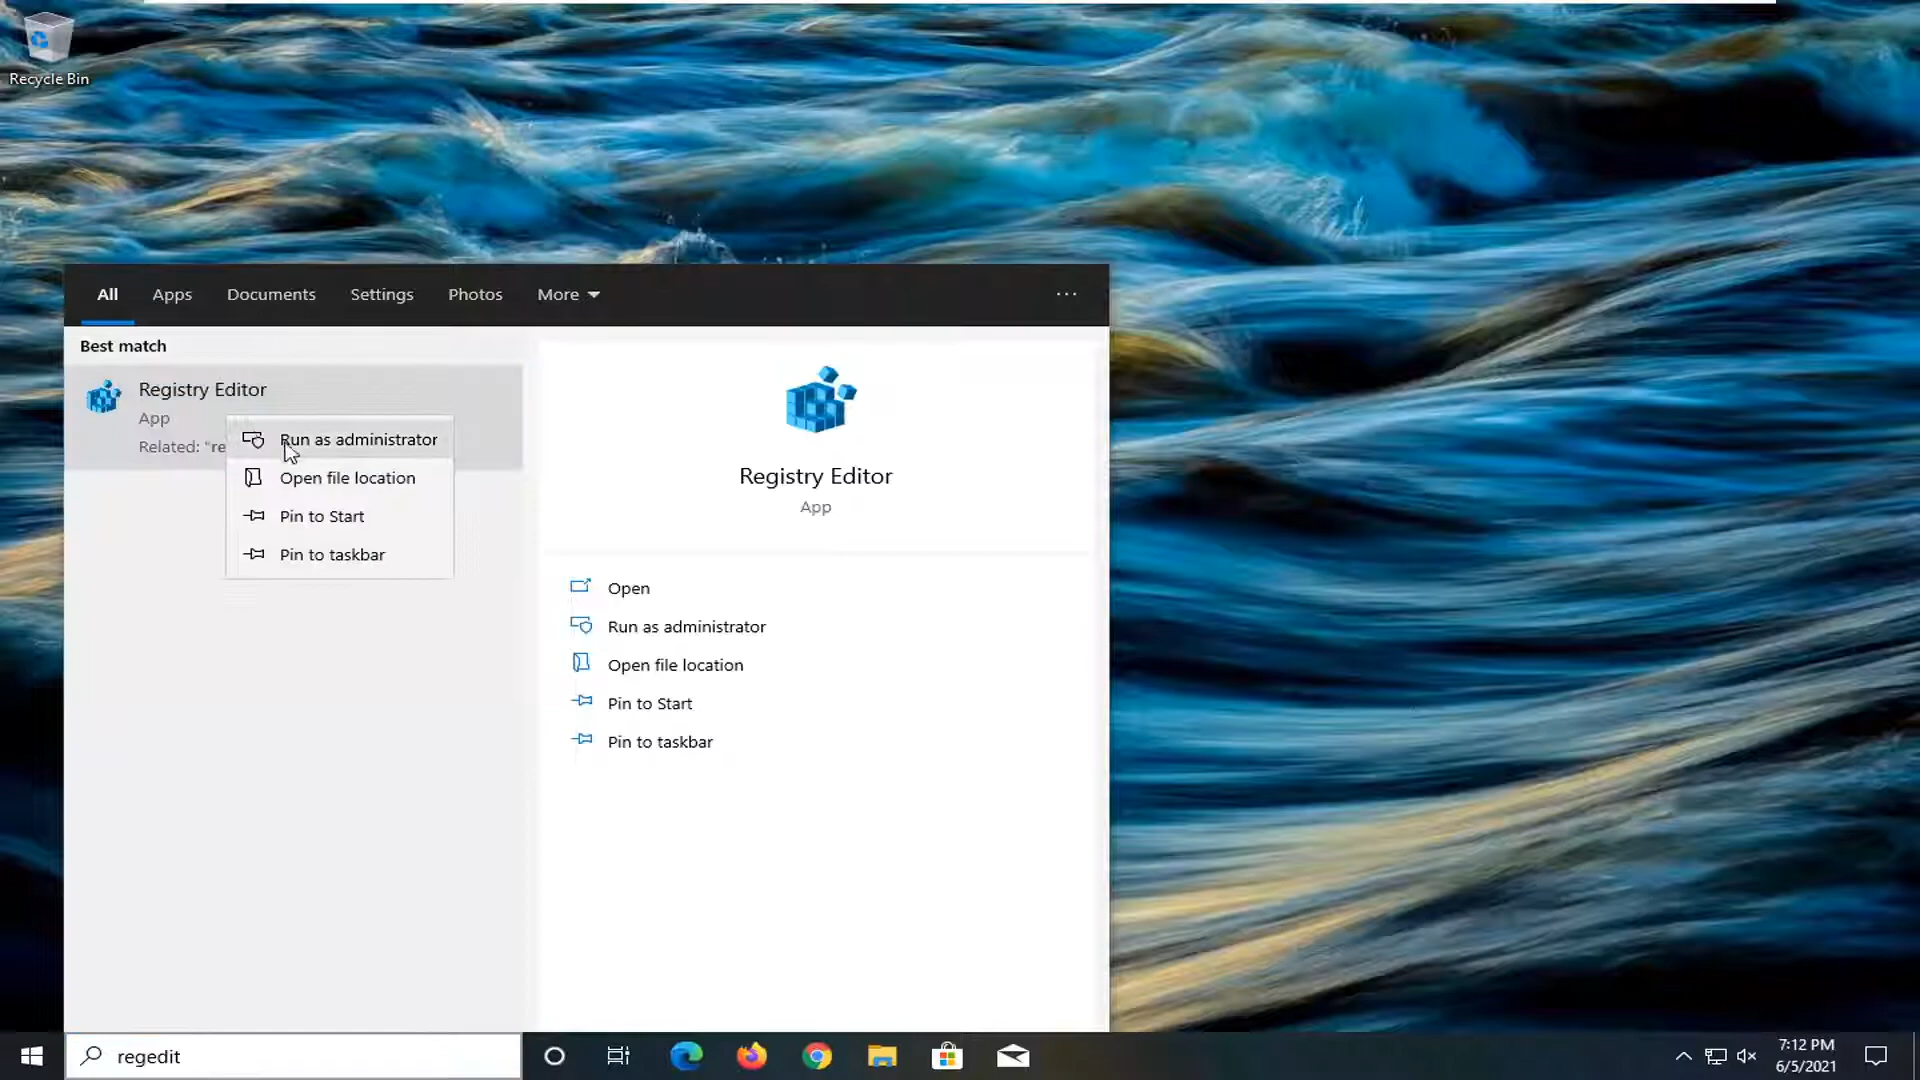 Recycle Bin
All Apps Documents Settings Photos More
Best match
Registry Editor
App
Related: "re
Run as administrator
Open file location
Pin to Start
Pin to taskbar
Registry Editor
App
Open
Run as administrator
Open file location
Pin to Start
Pin to taskbar
regedit
7:12 PM
6/5/2021